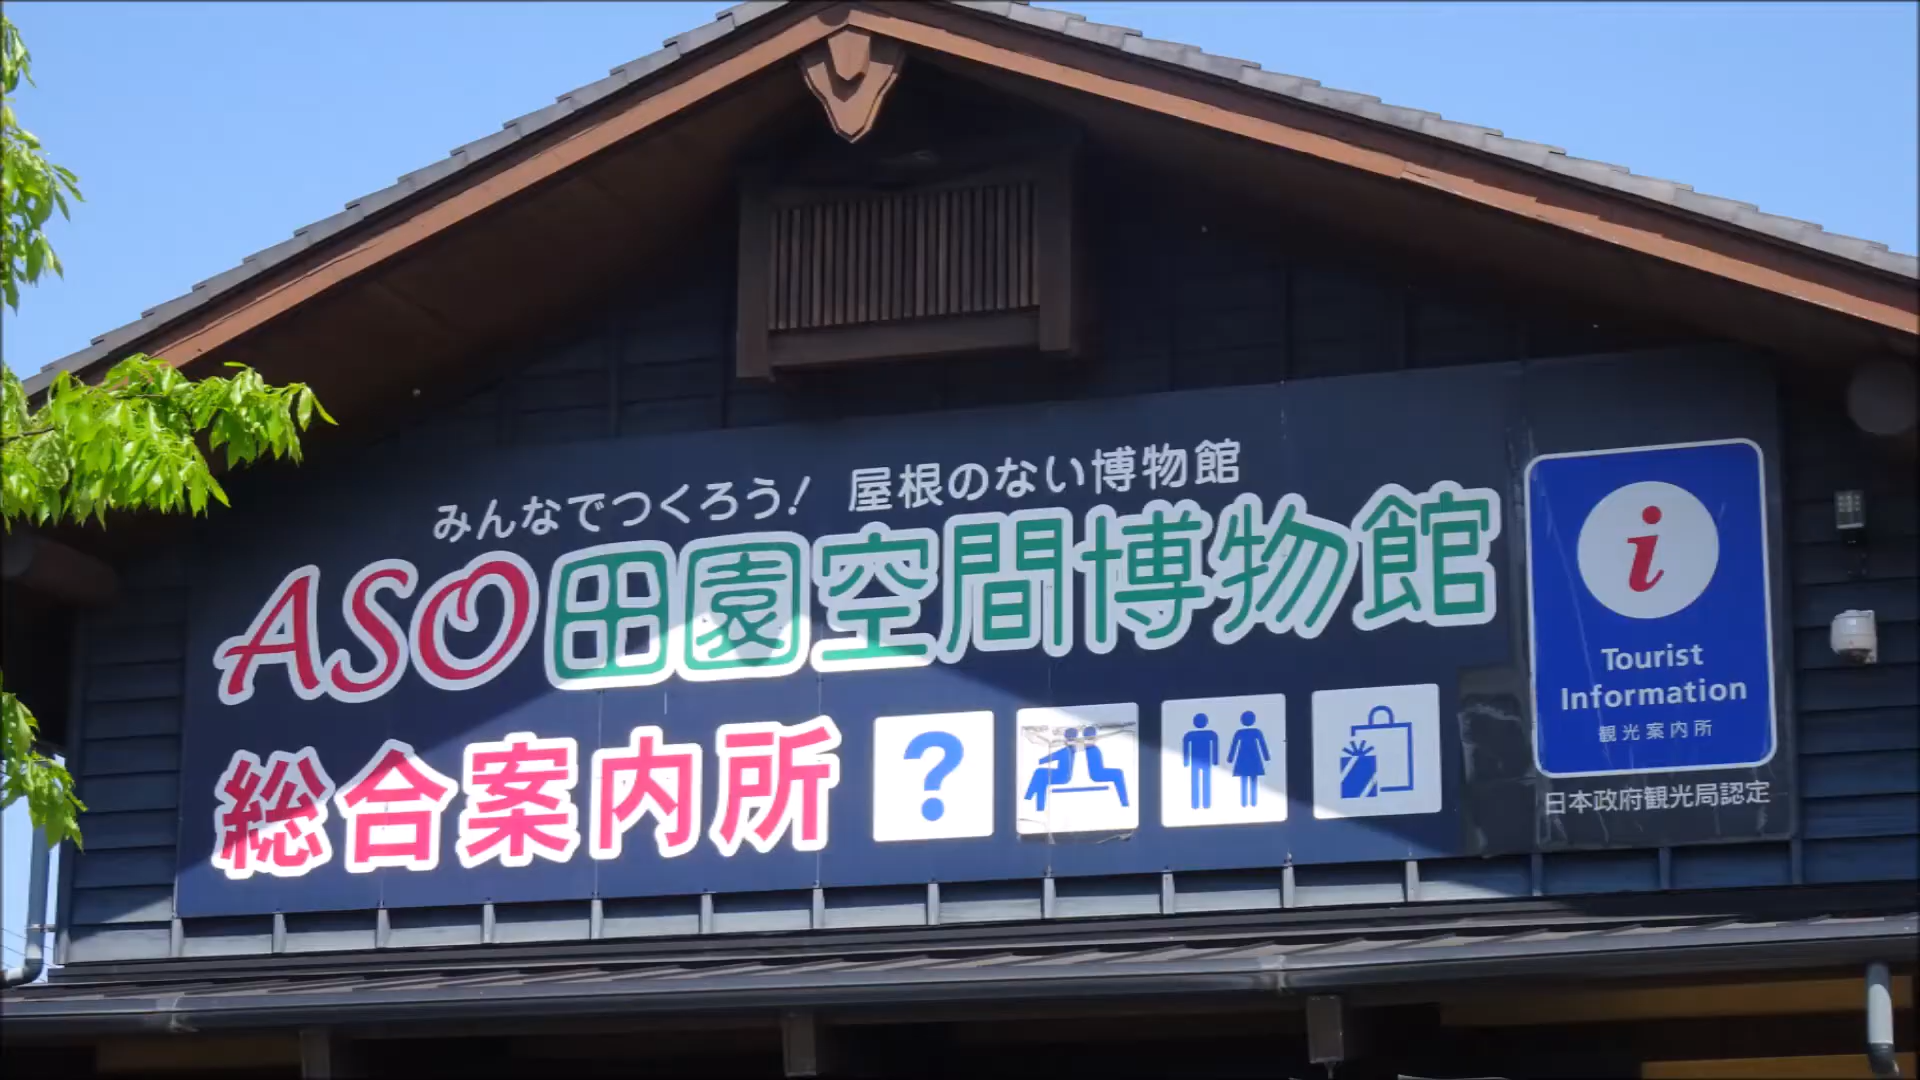 みんなでつくろう! 屋根のない博物館
ASO田園空間博物館
総合案内所
?
i
Tourist
Information
観光案内所
日本政府観光局認定